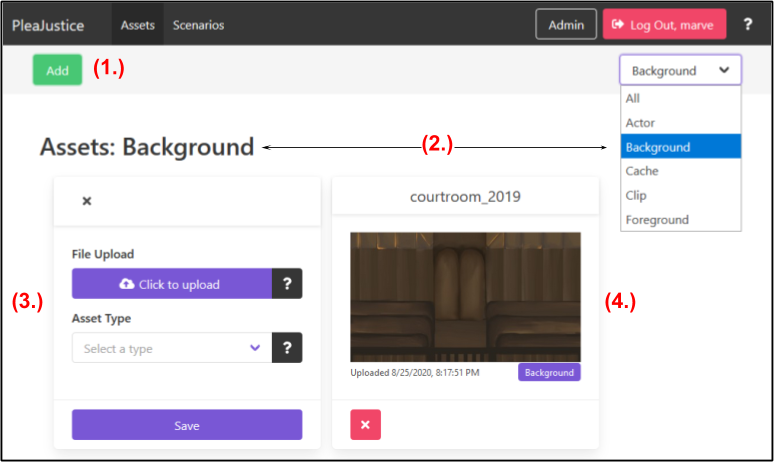 PleaJustice Assets Scenarios Admin Log Out, marve ?
Add (1.) Background
All
Actor
Background
Cache
Clip
Foreground
Assets: Background (2.)
courtroom_2019
(3.)
File Upload
Click to upload ?
Asset Type
Select a type ?
Save
(4.)
Uploaded 8/25/2020, 8:17:51 PM Background